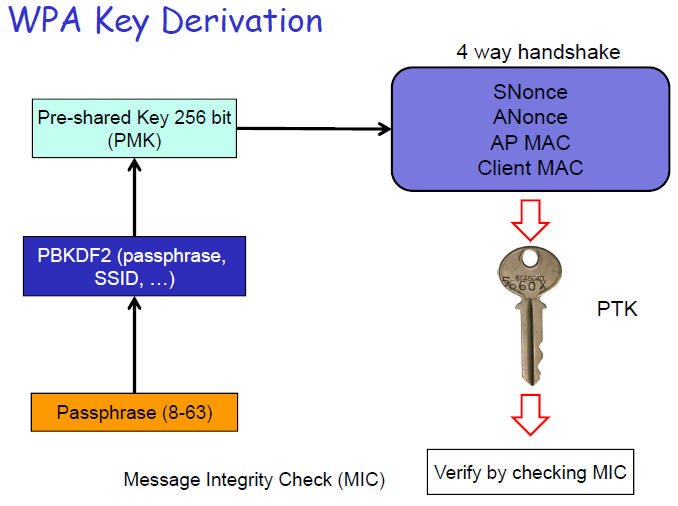 WPA Key Derivation
4 way handshake
SNonce
ANonce
AP MAC
Client MAC
Pre-shared Key 256 bit
(PMK)
PBKDF2 (passphrase,
SSID, …)
5660X
PTK
Passphrase (8-63)
Message Integrity Check (MIC)
Verify by checking MIC